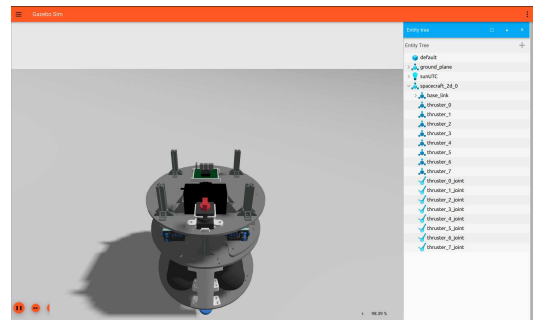 Gazebo Sim
Entity tree
Entity Tree
default
ground_plane
sunUTC
spacecraft_2d_0
base_link
thruster_0
thruster_1
thruster_2
thruster_3
thruster_4
thruster_5
thruster_6
thruster_7
thruster_0_joint
thruster_1_joint
thruster_2_joint
thruster_3_joint
thruster_4_joint
thruster_5_joint
thruster_6_joint
thruster_7_joint
98.39 %